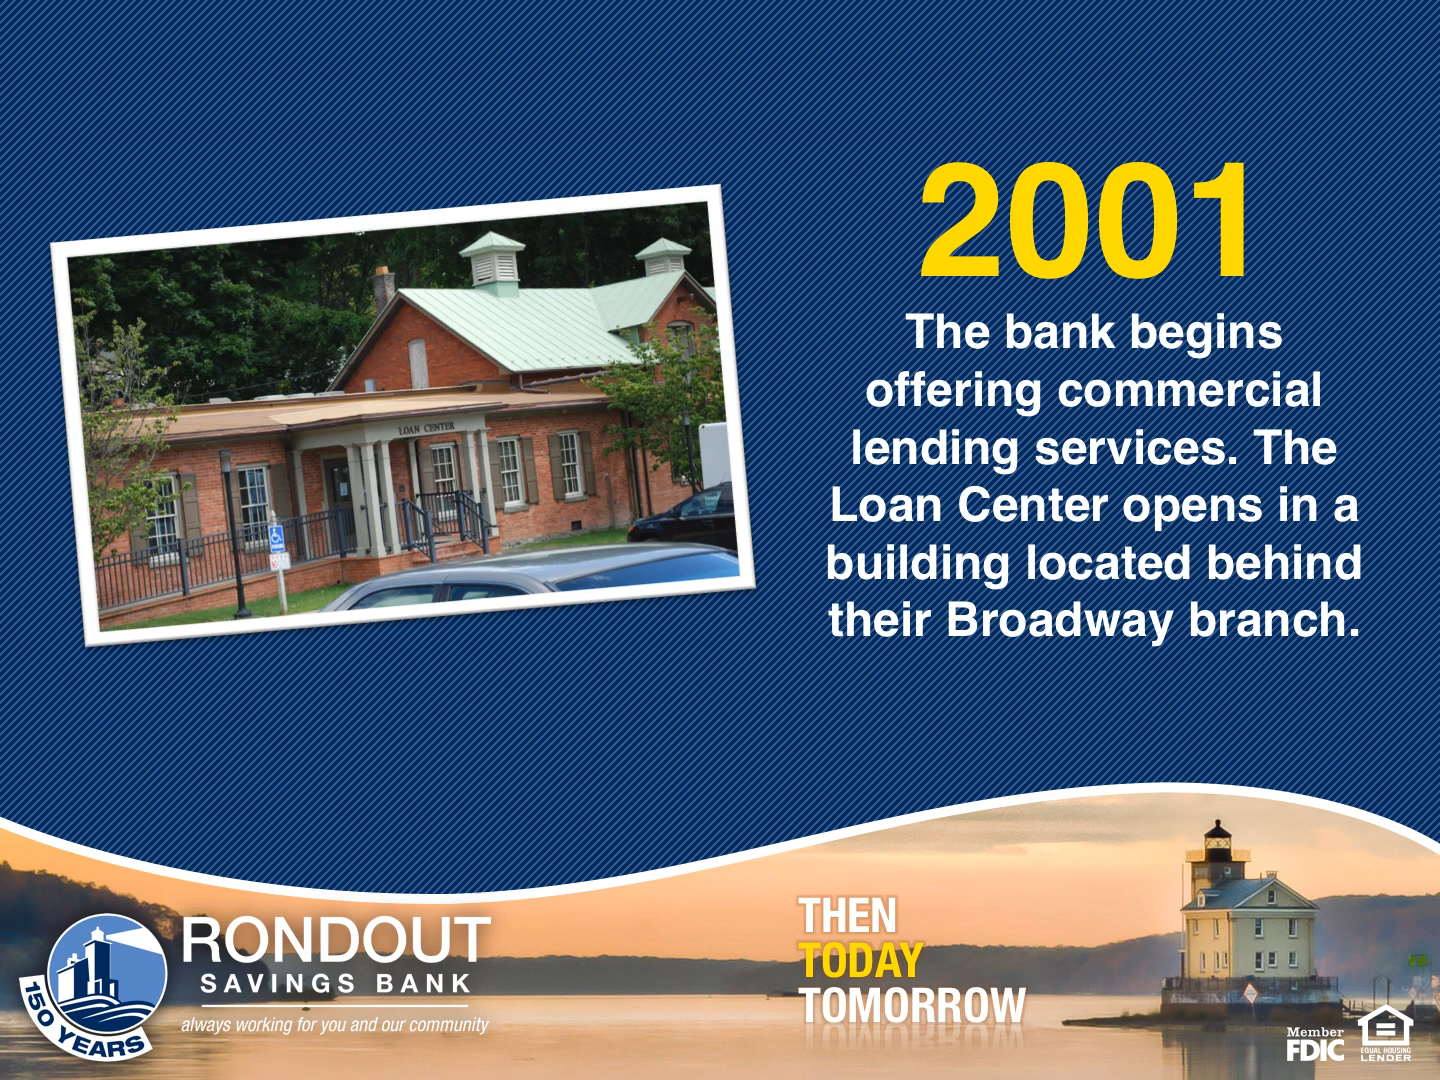 2001
The bank begins
offering commercial
lending services. The
Loan Center opens in a
building located behind
their Broadway branch.
LOAN CENTER
150 YEARS
RONDOUT
SAVINGS BANK
always working for you and our community
THEN
TODAY
TOMORROW
Member
FDIC
EQUAL HOUSING
LENDER